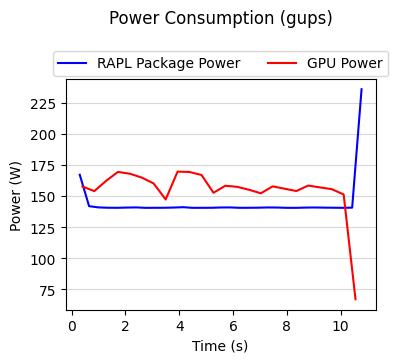 Power Consumption (gups)
RAPL Package Power
GPU Power
Power (W)
225
200
175
150
125
100
75
0 2 4 6 8 10
Time (s)